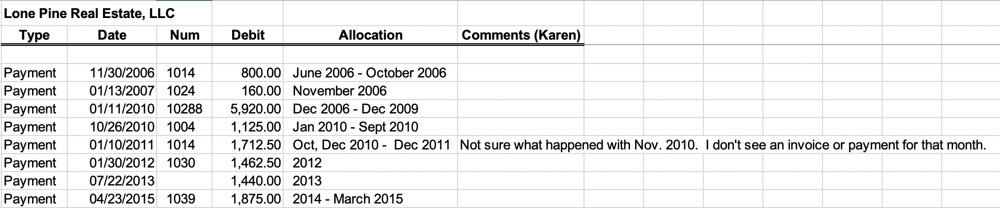 Lone Pine Real Estate, LLC
Type Date Num Debit Allocation Comments (Karen)
Payment 11/30/2006 1014 800.00 June 2006 - October 2006
Payment 01/13/2007 1024 160.00 November 2006
Payment 01/11/2010 10288 5,920.00 Dec 2006 - Dec 2009
Payment 10/26/2010 1004 1,125.00 Jan 2010 - Sept 2010
Payment 01/10/2011 1014 1,712.50 Oct, Dec 2010 -  Dec 2011 Not sure what happened with Nov. 2010.  I don't see an invoice or payment for that month.
Payment 01/30/2012 1030 1,462.50 2012
Payment 07/22/2013 1,440.00 2013
Payment 04/23/2015 1039 1,875.00 2014 - March 2015